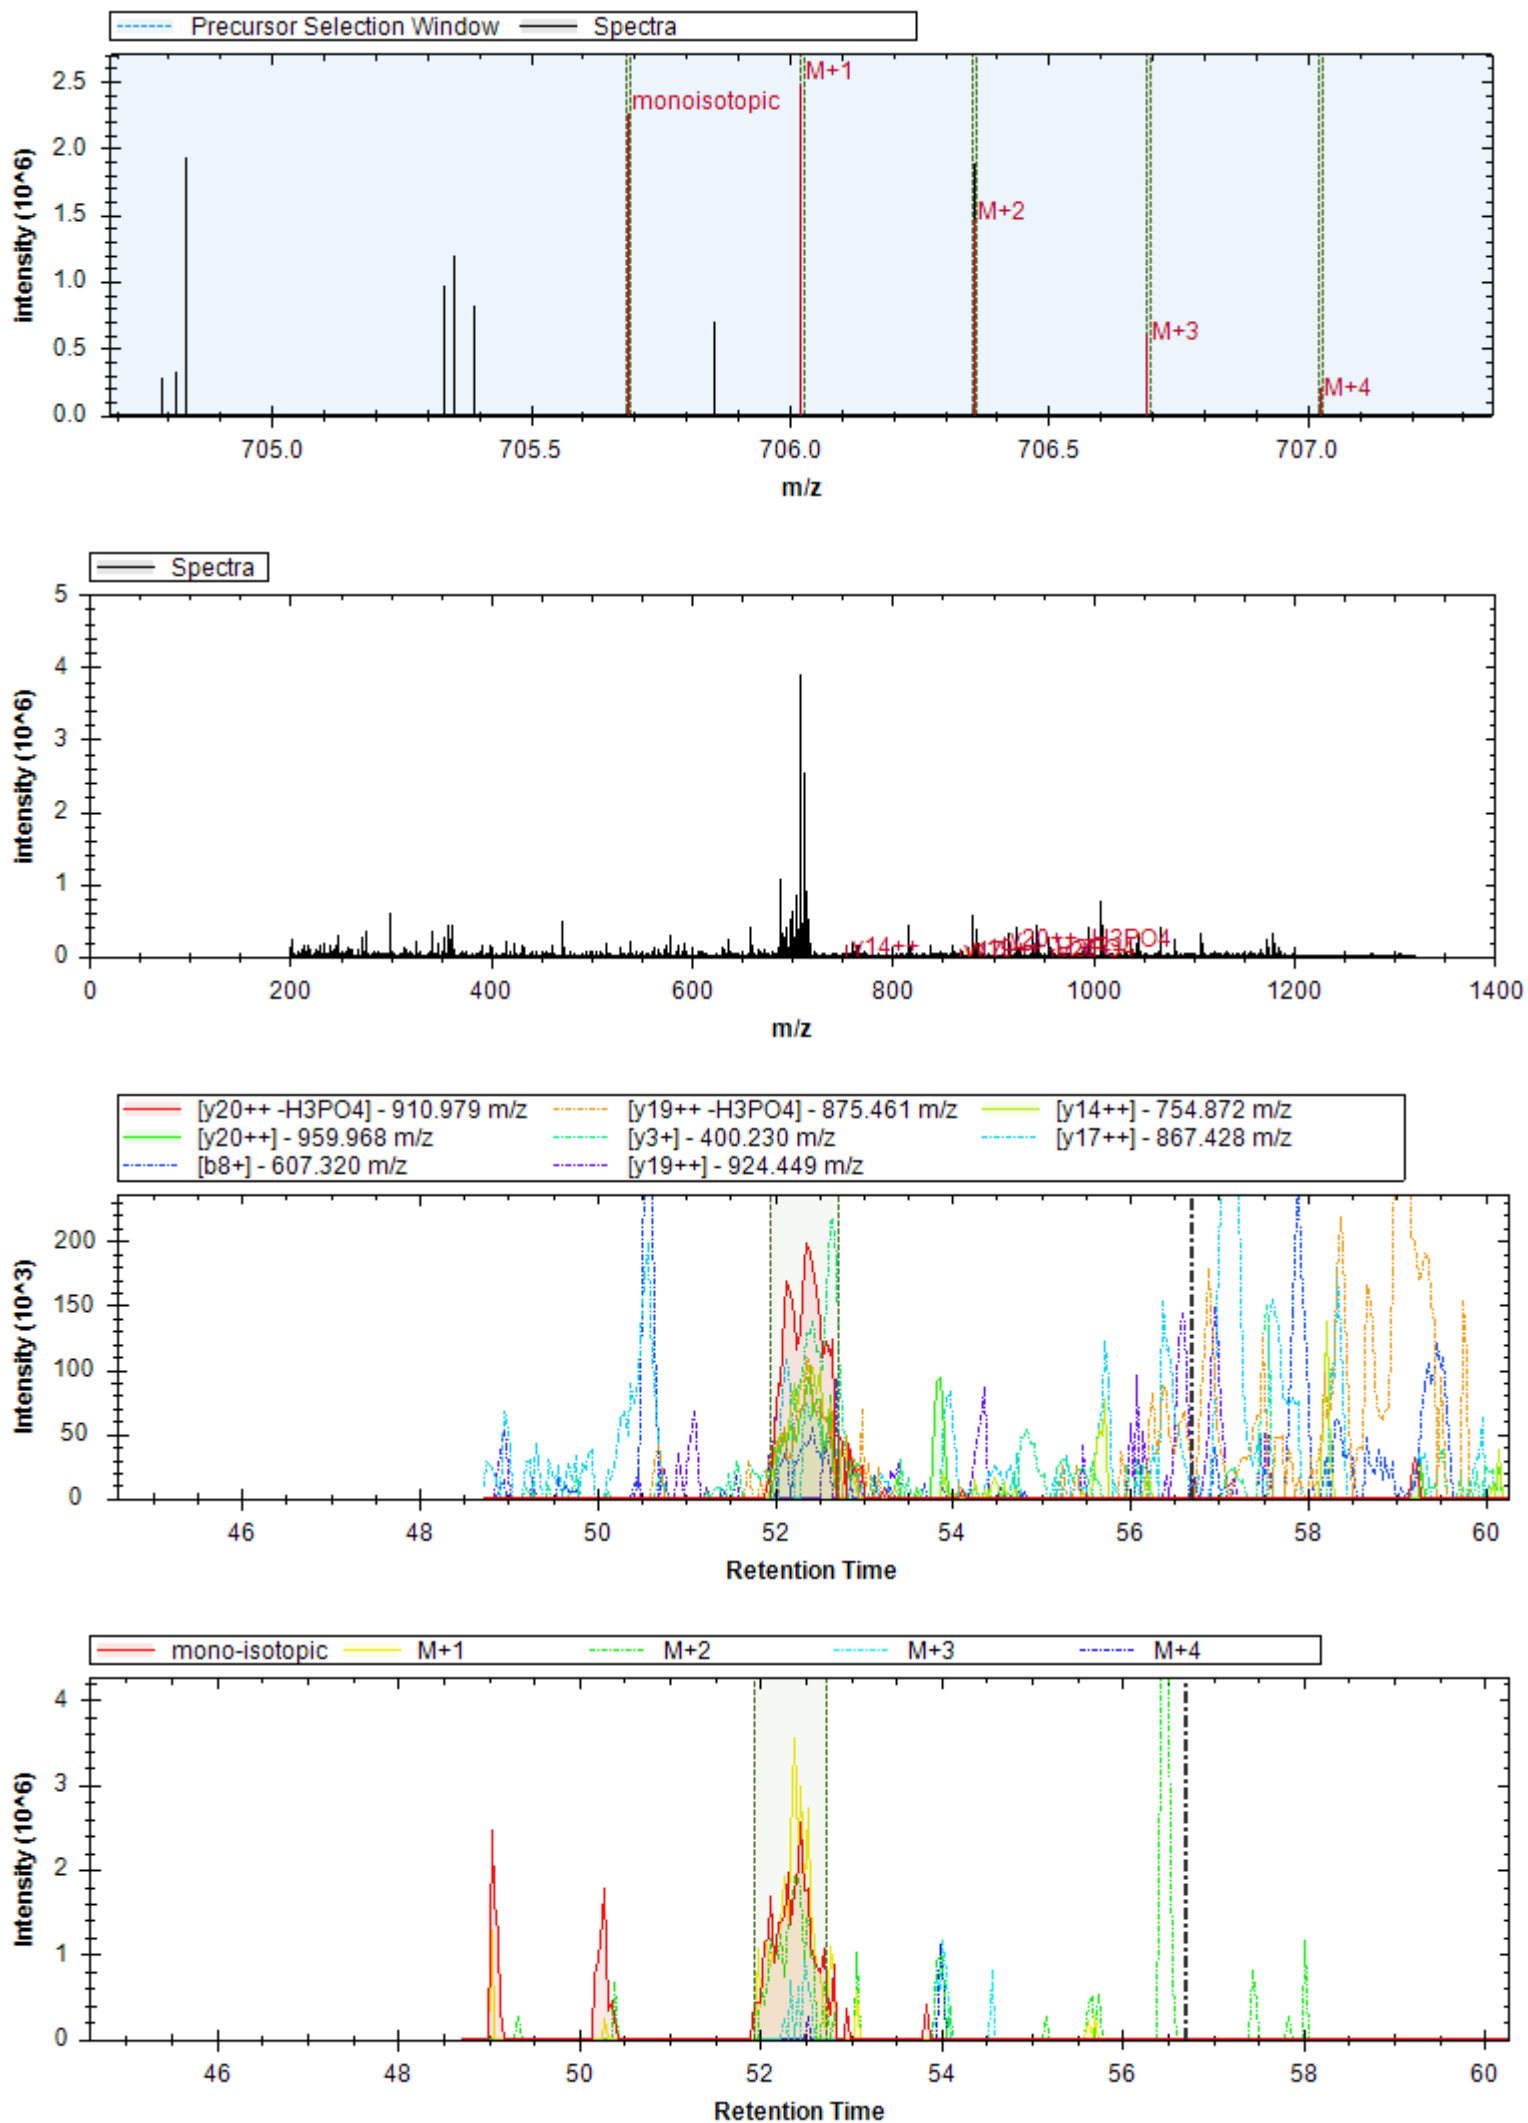 Precursor Selection Window Spectra
intensity (10^6)
2.5
2.0
1.5
1.0
0.5
0.0
monoisotopic
M+1
M+2
M+3
M+4
705.0 705.5 706.0 706.5 707.0
m/z
Spectra
intensity (10^6)
5
4
3
2
1
0
y14++
y20++ -H3PO4
0 200 400 600 800 1000 1200 1400
m/z
[y20++ -H3PO4] - 910.979 m/z [y19++ -H3PO4] - 875.461 m/z [y14++] - 754.872 m/z
[y20++] - 959.968 m/z [y3+] - 400.230 m/z [y17++] - 867.428 m/z
[b8+] - 607.320 m/z [y19++] - 924.449 m/z
Intensity (10^3)
200
150
100
50
0
46 48 50 52 54 56 58 60
Retention Time
mono-isotopic M+1 M+2 M+3 M+4
Intensity (10^6)
4
3
2
1
0
46 48 50 52 54 56 58 60
Retention Time